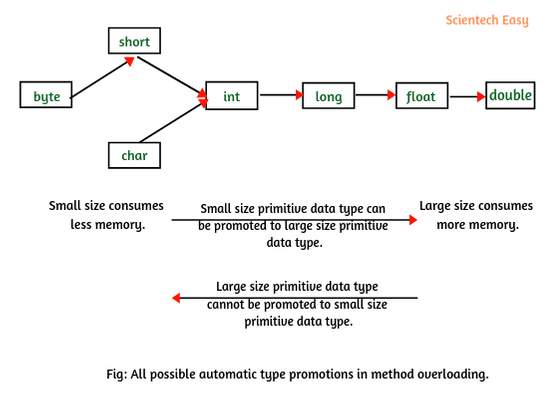 Scientech Easy
short
byte
int
long
float
double
char
Small size consumes
less memory.
Small size primitive data type can
be promoted to large size primitive
data type.
Large size consumes
more memory.
Large size primitive data type
cannot be promoted to small size
primitive data type.
Fig: All possible automatic type promotions in method overloading.